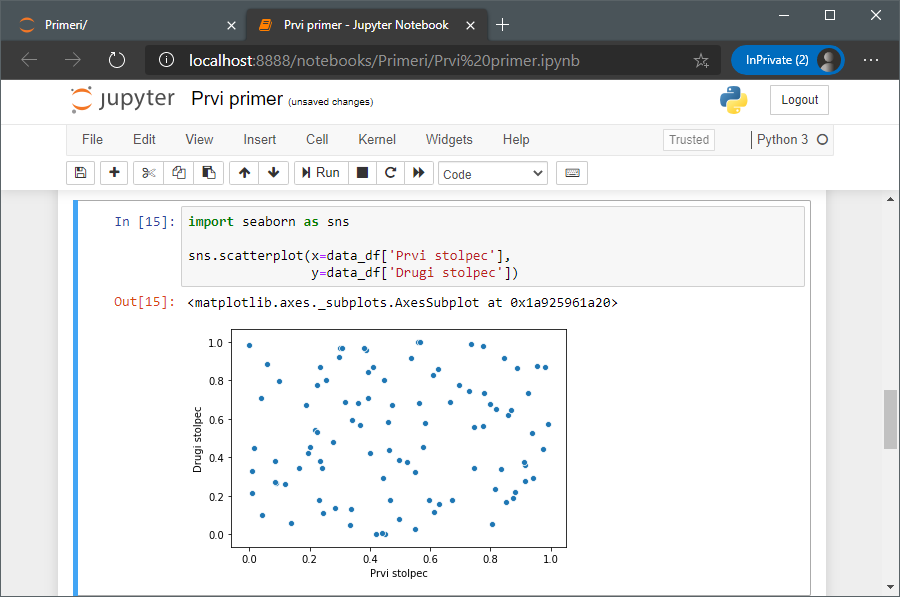 Primeri/
Prvi primer - Jupyter Notebook
localhost:8888/notebooks/Primeri/Prvi%20primer.ipynb
InPrivate (2)
jupyter Prvi primer (unsaved changes)
Logout
File Edit View Insert Cell Kernel Widgets Help
Trusted
Python 3
Run
Code
In [15]: import seaborn as sns
sns.scatterplot(x=data_df['Prvi stolpec'],
y=data_df['Drugi stolpec'])
Out[15]: <matplotlib.axes._subplots.AxesSubplot at 0x1a925961a20>
1.0
0.8
0.6
0.4
0.2
0.0
Drugi stolpec
0.0 0.2 0.4 0.6 0.8 1.0
Prvi stolpec